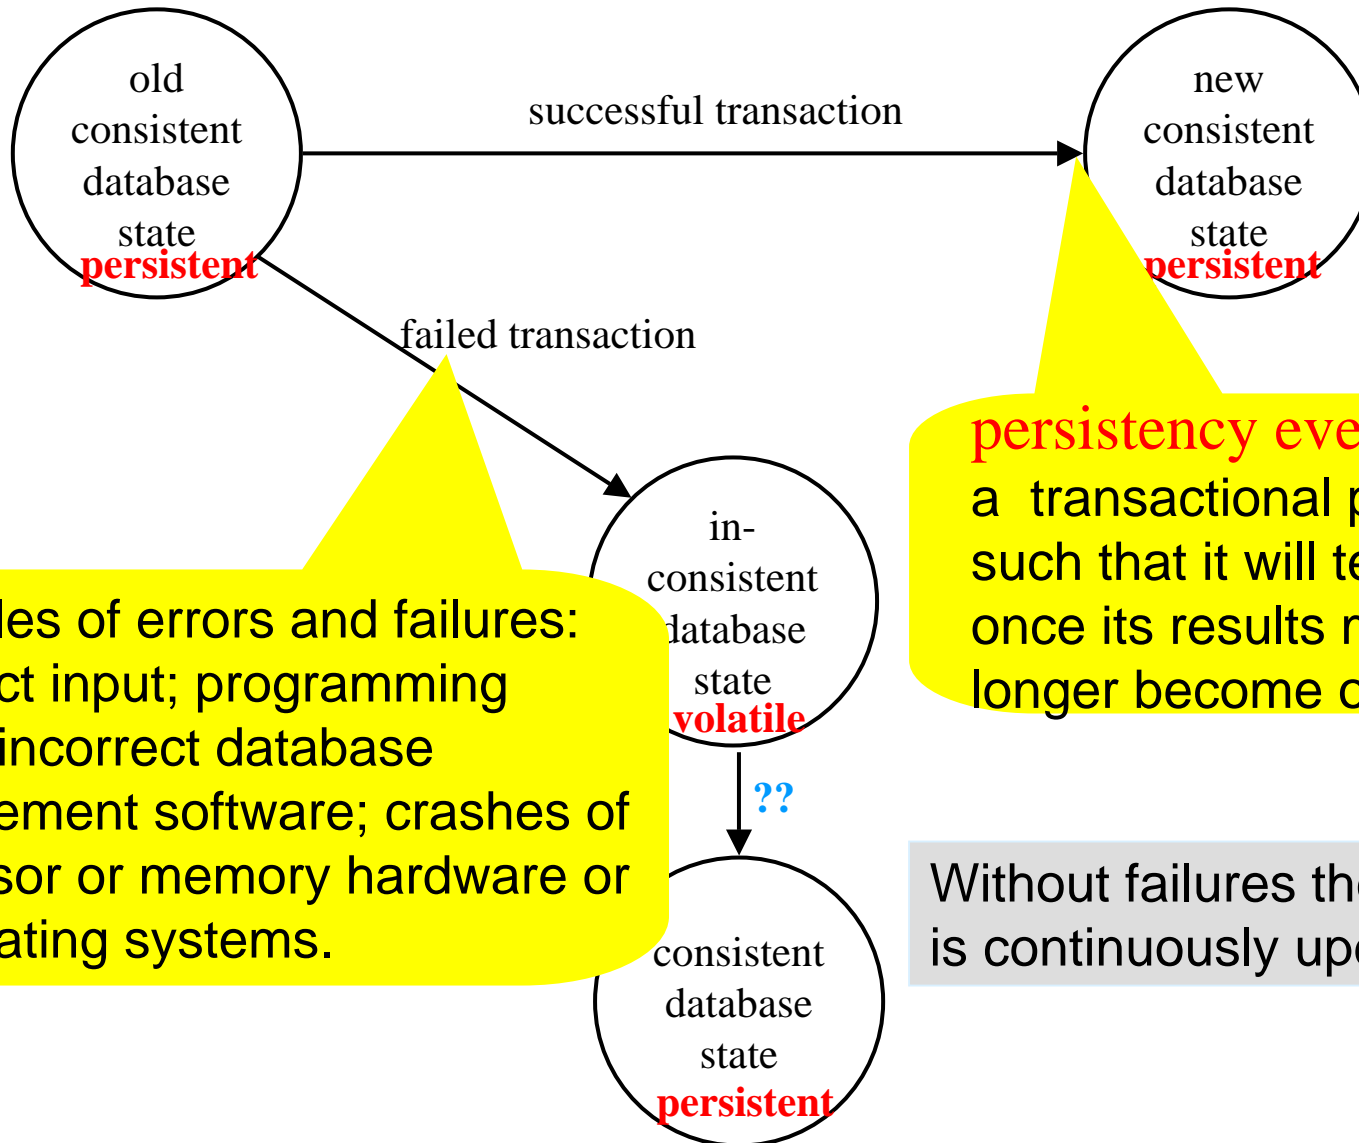 old
consistent
database
state
persistent
successful transaction
new
consistent
database
state
persistent
failed transaction
persistency eve
a transactional p
such that it will te
once its results
longer become o
in-
consistent
database
state
volatile
les of errors and failures:
ct input; programming
incorrect database
ement software; crashes of
sor or memory hardware or
ating systems.
??
Without failures the
is continuously upd
consistent
database
state
persistent